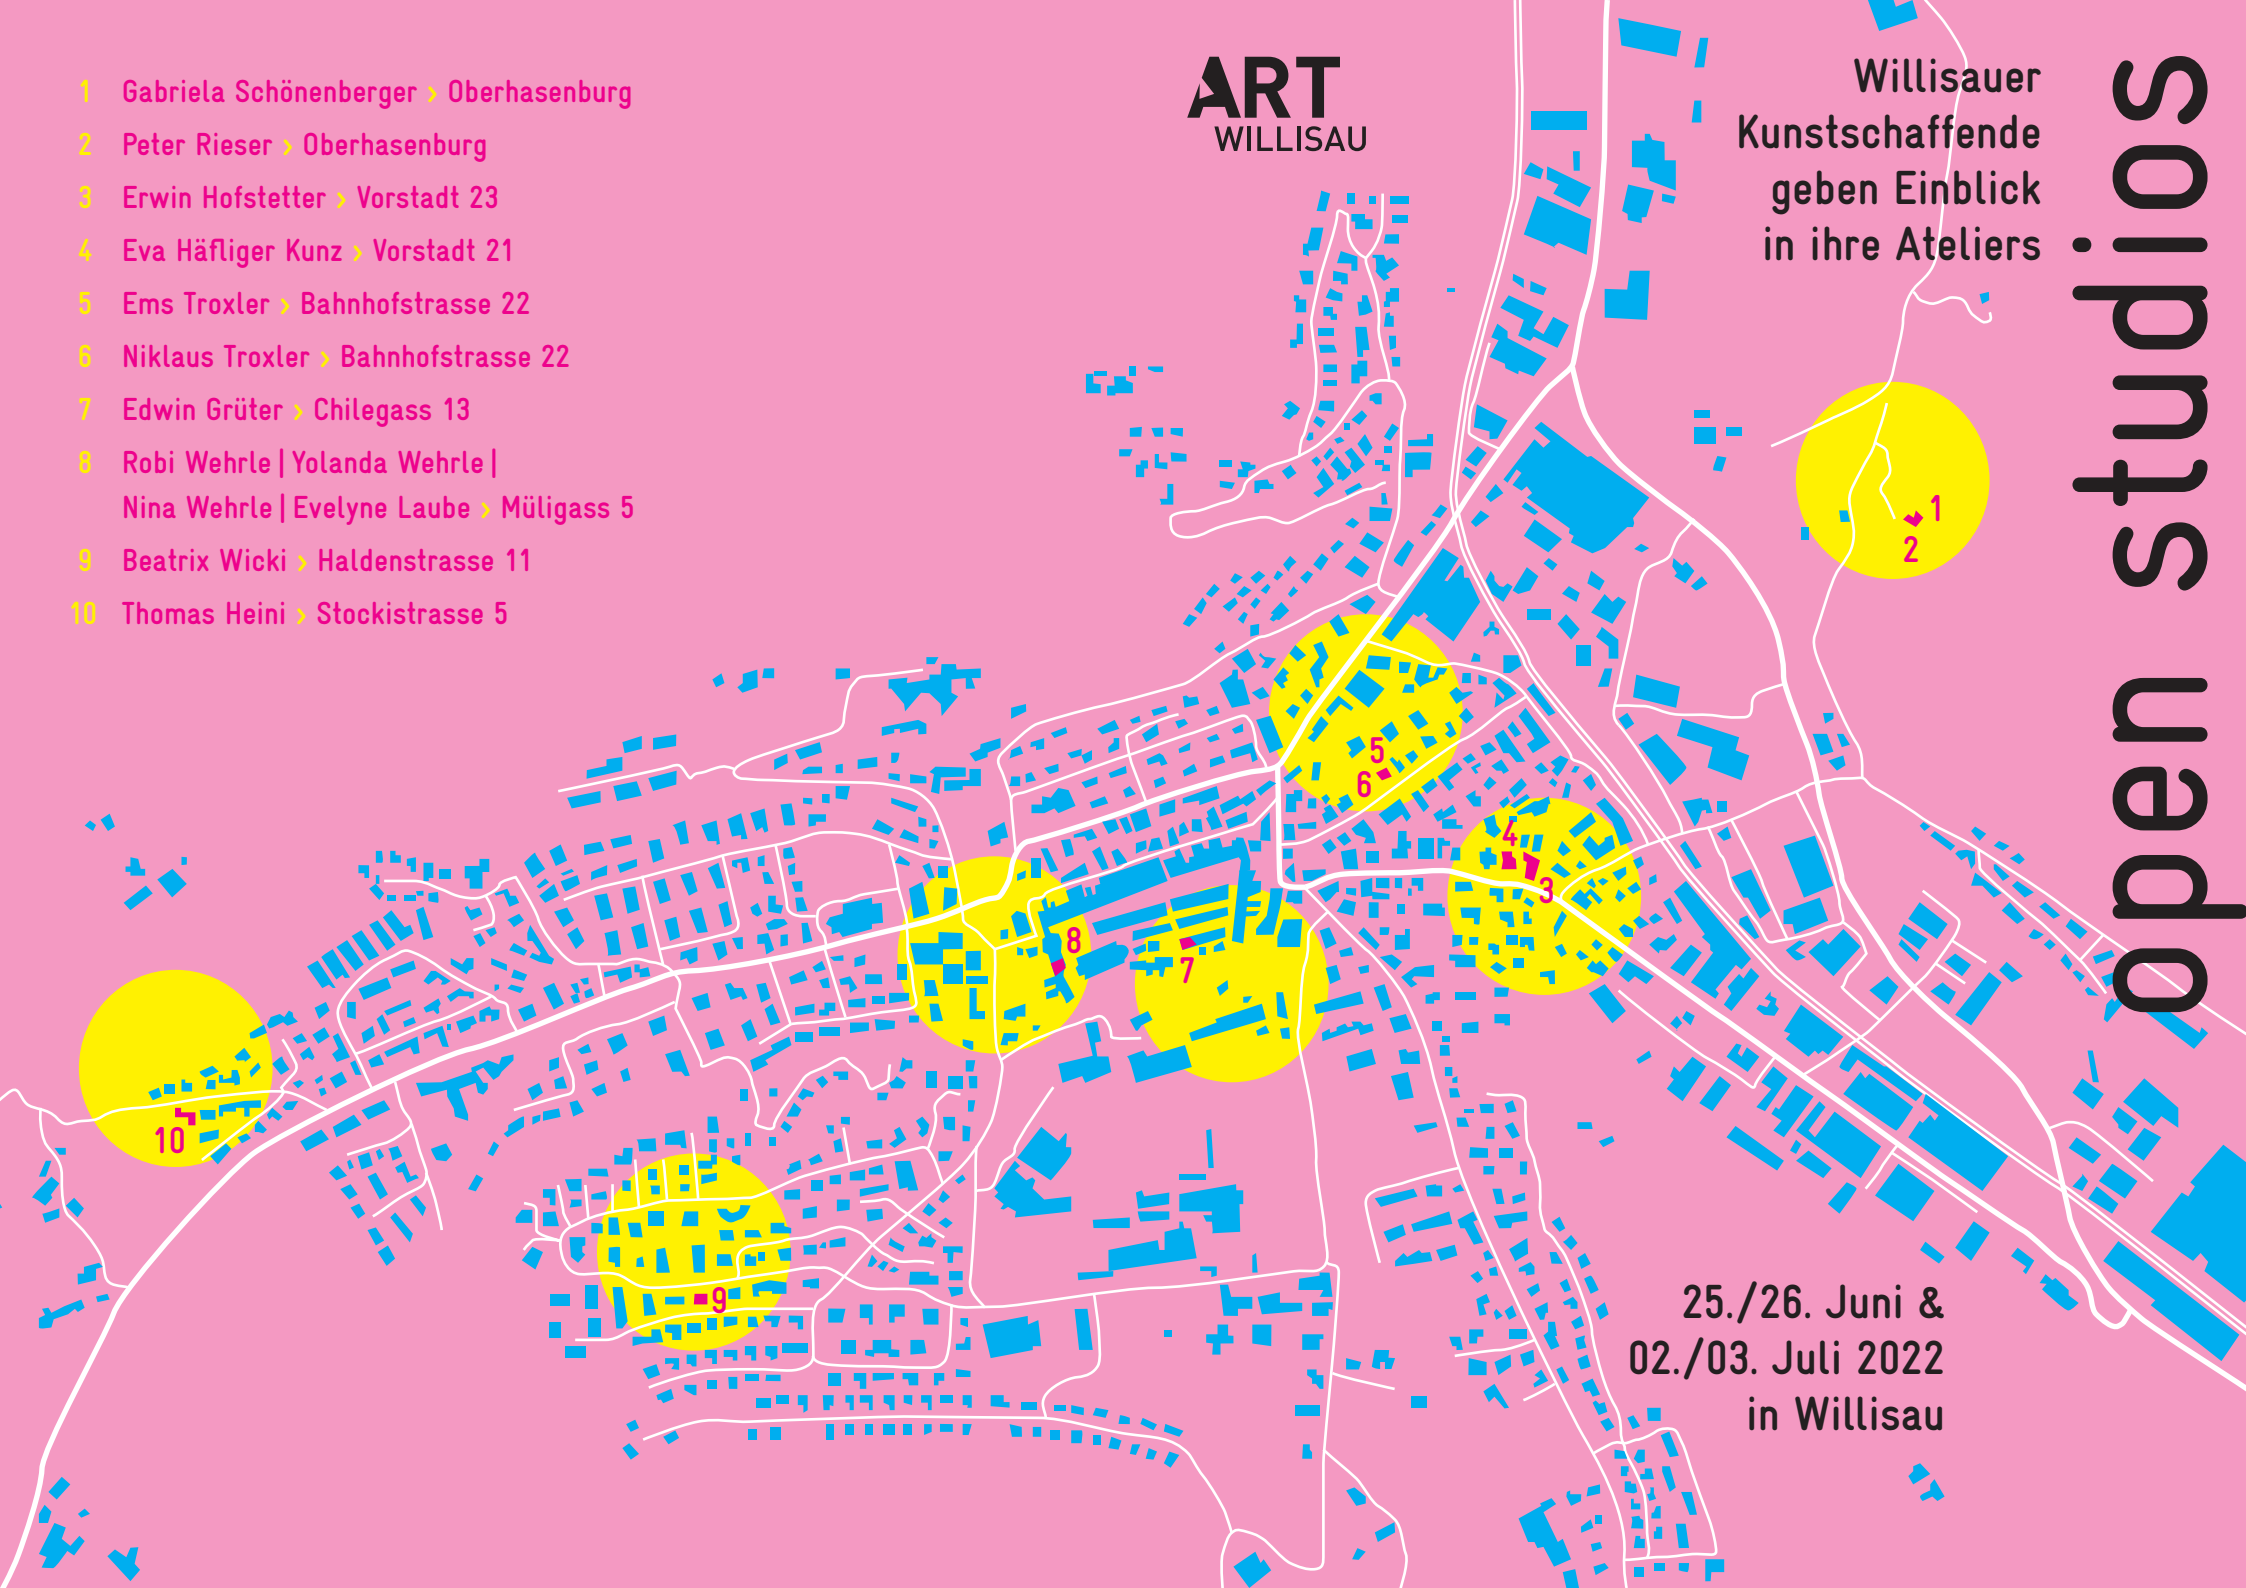 1 Gabriela Schönenberger › Oberhasenburg
2 Peter Rieser › Oberhasenburg
3 Erwin Hofstetter › Vorstadt 23
4 Eva Häfliger Kunz › Vorstadt 21
5 Ems Troxler › Bahnhofstrasse 22
6 Niklaus Troxler › Bahnhofstrasse 22
7 Edwin Grüter › Chilegass 13
8 Robi Wehrle | Yolanda Wehrle |
Nina Wehrle | Evelyne Laube › Müligass 5
9 Beatrix Wicki › Haldenstrasse 11
10 Thomas Heini › Stockistrasse 5
ART
WILLISAU
Willisauer
Kunstschaffende
geben Einblick
in ihre Ateliers
open studios
1
2
5
6
4
3
8
7
10
9
25./26. Juni &
02./03. Juli 2022
in Willisau